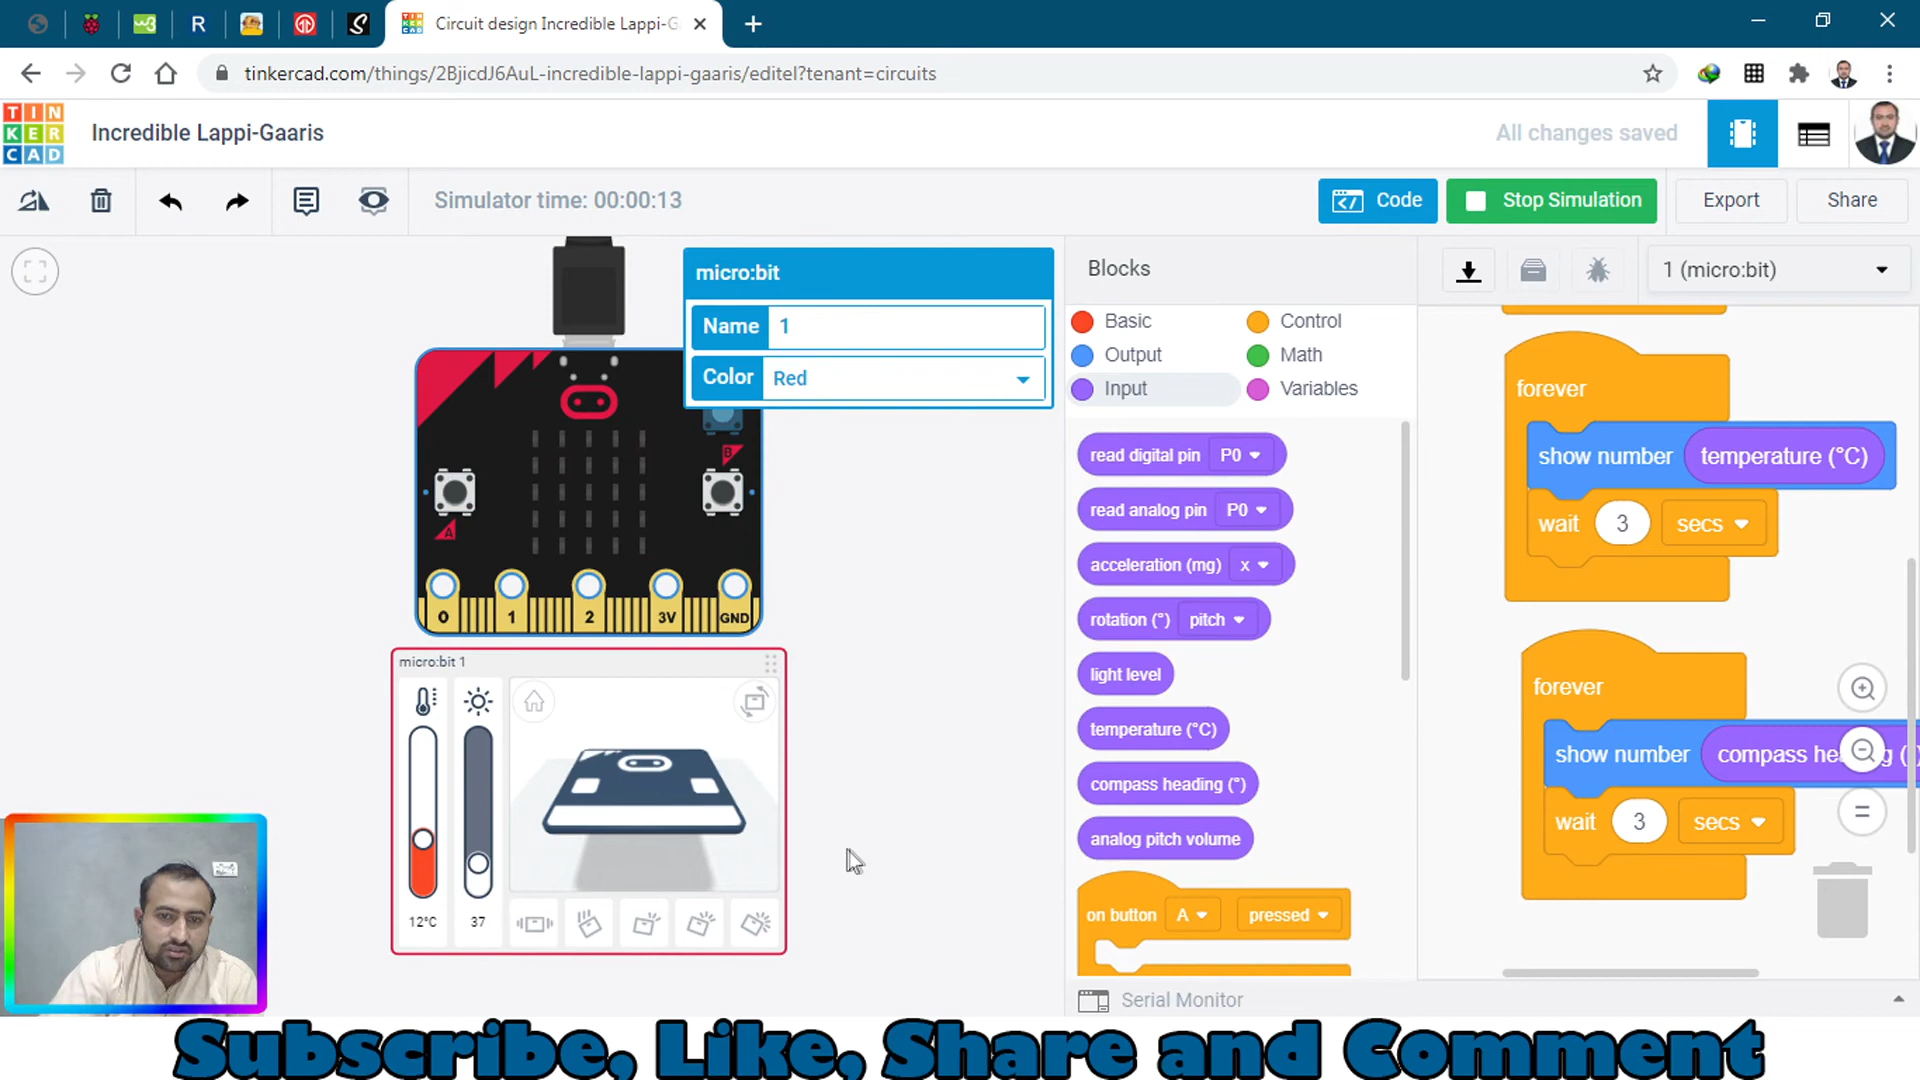 Circuit design Incredible Lappi-G
tinkercad.com/things/2BjicdJ6AuL-incredible-lappi-gaaris/editel?tenant=circuits
TIN
KER
CAD
Incredible Lappi-Gaaris
All changes saved
Simulator time: 00:00:13
Code
Stop Simulation
Export
Share
micro:bit
Name 1
Color Red
B
A
0 1 2 3V GND
micro:bit 1
12°C
37
Blocks
Basic
Control
Output
Math
Input
Variables
read digital pin P0
read analog pin P0
acceleration (mg) x
rotation (°) pitch
light level
temperature (°C)
compass heading (°)
analog pitch volume
on button A pressed
Serial Monitor
1 (micro:bit)
forever
show number temperature (°C)
wait 3 secs
forever
show number compass he
wait 3 secs
Subscribe, Like, Share and Comment